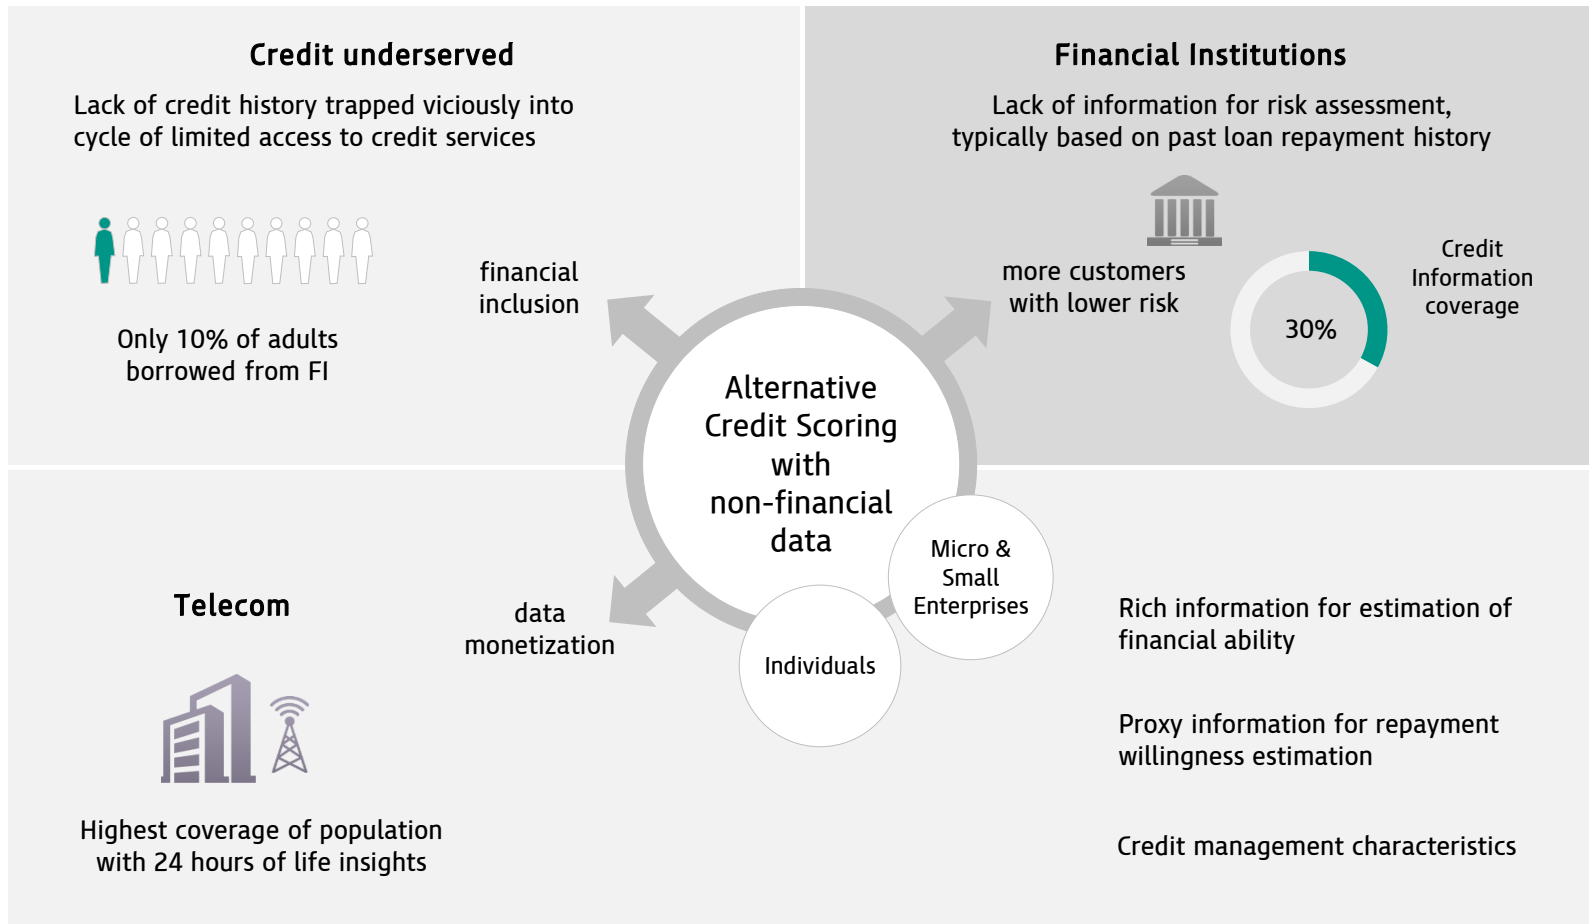 Credit underserved
Lack of credit history trapped viciously into
cycle of limited access to credit services
Only 10% of adults
borrowed from FI
financial
inclusion
Financial Institutions
Lack of information for risk assessment,
typically based on past loan repayment history
more customers
with lower risk
30%
Credit
Information
coverage
Alternative
Credit Scoring
with
non-financial
data
Micro &
Small
Enterprises
Individuals
Telecom
data
monetization
Highest coverage of population
with 24 hours of life insights
Rich information for estimation of
financial ability
Proxy information for repayment
willingness estimation
Credit management characteristics